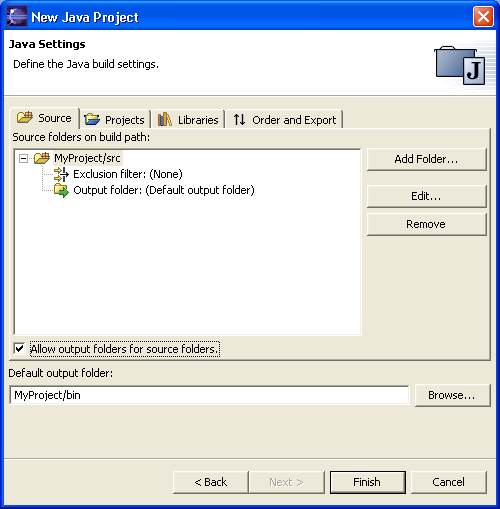 New Java Project
Java Settings
Define the Java build settings.
J
Source Projects Libraries Order and Export
Source folders on build path:
MyProject/src
Exclusion filter: (None)
Output folder: (Default output folder)
Add Folder...
Edit...
Remove
Allow output folders for source folders.
Default output folder:
MyProject/bin
Browse...
< Back Next > Finish Cancel